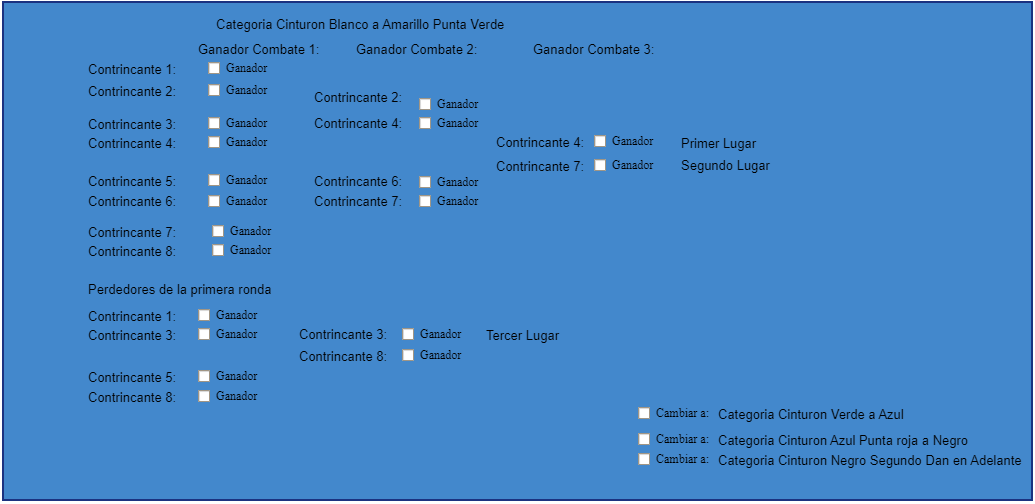 Categoria Cinturon Blanco a Amarillo Punta Verde
Ganador Combate 1: Ganador Combate 2: Ganador Combate 3:
Contrincante 1: Ganador
Contrincante 2: Ganador
Contrincante 2: Ganador
Contrincante 3: Ganador Contrincante 4: Ganador
Contrincante 4: Ganador Contrincante 4: Ganador Primer Lugar
Contrincante 7: Ganador Segundo Lugar
Contrincante 5: Ganador Contrincante 6: Ganador
Contrincante 6: Ganador Contrincante 7: Ganador
Contrincante 7: Ganador
Contrincante 8: Ganador
Perdedores de la primera ronda
Contrincante 1: Ganador
Contrincante 3: Ganador Contrincante 3: Ganador Tercer Lugar
Contrincante 8: Ganador
Contrincante 5: Ganador
Contrincante 8: Ganador
Cambiar a: Categoria Cinturon Verde a Azul
Cambiar a: Categoria Cinturon Azul Punta roja a Negro
Cambiar a: Categoria Cinturon Negro Segundo Dan en Adelante